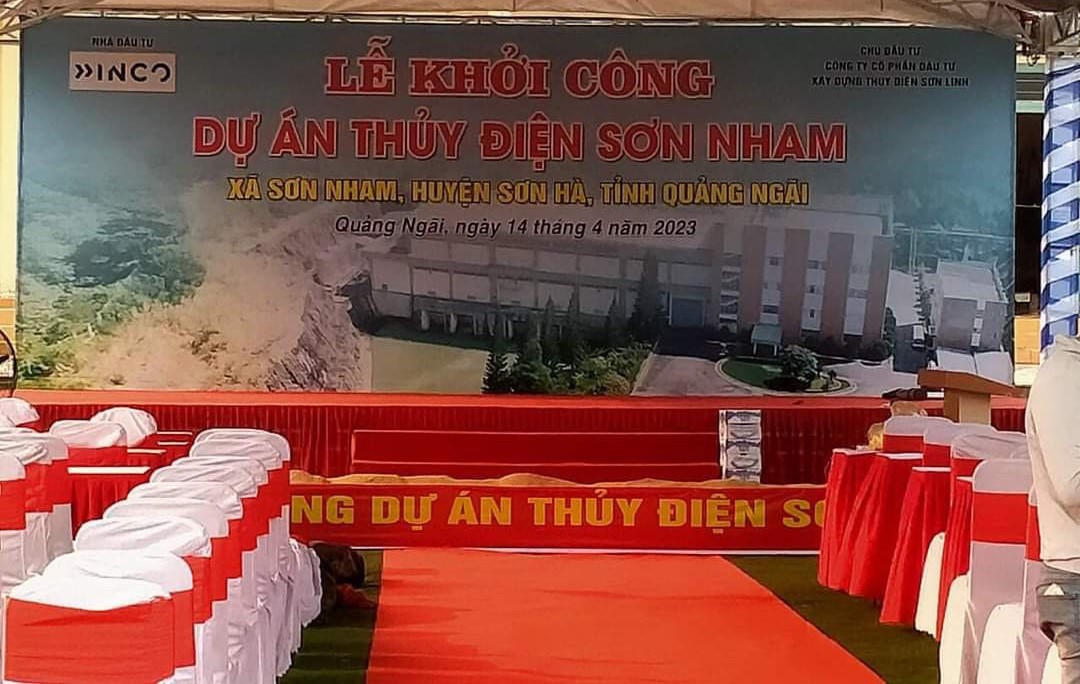 NHÀ ĐẦU TƯ
INCO
CHỦ ĐẦU TƯ
CÔNG TY CỔ PHẦN ĐẦU TƯ
XÂY DỰNG THỦY ĐIỆN SƠN LINH
LỄ KHỞI CÔNG
DỰ ÁN THỦY ĐIỆN SƠN NHAM
XÃ SƠN NHAM, HUYỆN SƠN HÀ, TỈNH QUẢNG NGÃI
Quảng Ngãi, ngày 14 tháng 4 năm 2023
NG DỰ ÁN THỦY ĐIỆN SƠ